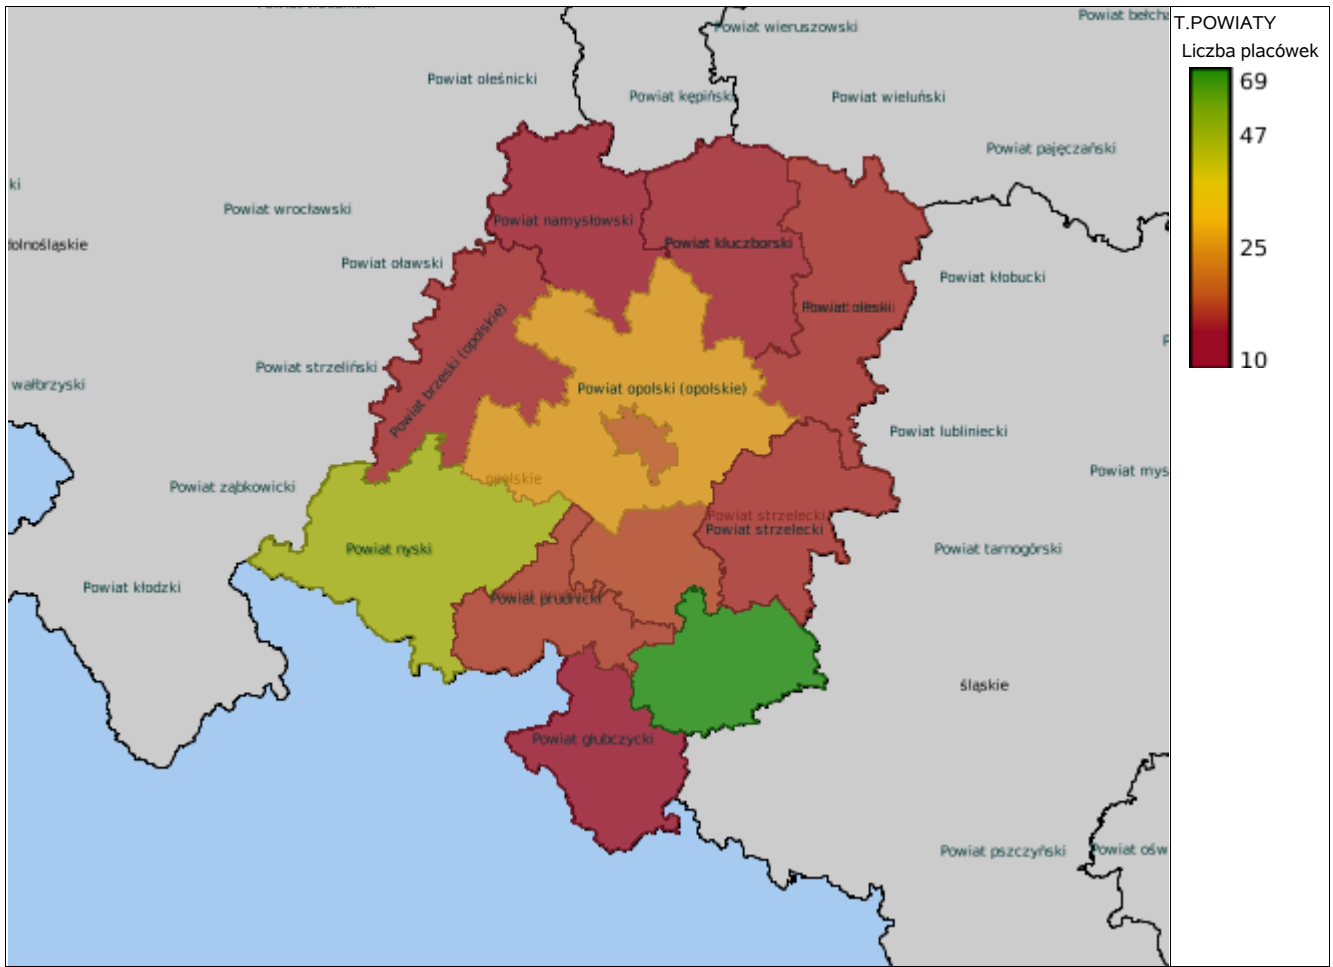 T.POWIATY
Liczba placówek
69
47
25
10
Powiat wieruszowski
Powiat oleśnicki
Powiat kępiński
Powiat wieluński
Powiat pajęczański
ki
Powiat wrocławski
Powiat namysłowski
dolnośląskie
Powiat kluczborski
Powiat oławski
Powiat kłobucki
Powiat oleski
Powiat brzeski (opolskie)
Powiat strzeliński
wałbrzyski
Powiat opolski (opolskie)
Powiat lubliniecki
Powiat mys
opolskie
Powiat ząbkowicki
Powiat strzelecki
Powiat strzelecki
Powiat nyski
Powiat tarnogórski
Powiat kłodzki
Powiat prudnicki
śląskie
Powiat głubczycki
Powiat pszczyński
Powiat ośw